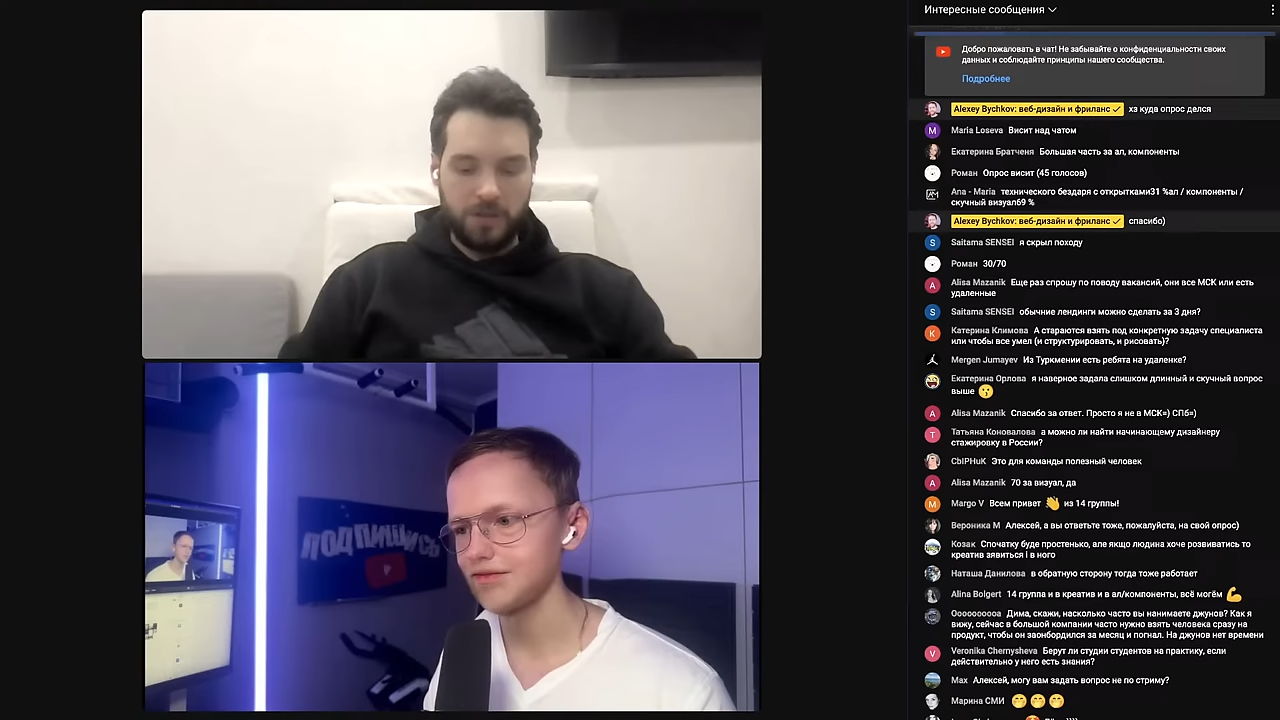 ПОДПИШИСЬ
Интересные сообщения
Добро пожаловать в чат! Не забывайте о конфиденциальности своих
данных и соблюдайте принципы нашего сообщества.
Подробнее
Alexey Bychkov: веб-дизайн и фриланс хз куда опрос делся
M Maria Loseva Висит над чатом
Екатерина Братченя Большая часть за ал, компоненты
Роман Опрос висит (45 голосов)
Ana - Maria технического бездаря с открытками31 %ал / компоненты /
скучный визуал69 %
Alexey Bychkov: веб-дизайн и фриланс спасибо)
S Saitama SENSEI я скрыл походу
Роман 30/70
A Alisa Mazanik Еще раз спрошу по поводу вакансий, они все МСК или есть
удаленные
S Saitama SENSEI обычние лендинги можно сделать за 3 дня?
К Катерина Климова А стараются взять под конкретную задачу специалиста
или чтобы все умел (и структурировать, и рисовать)?
Mergen Jumayev Из Туркмении есть ребята на удаленке?
Екатерина Орлова я наверное задала слишком длинный и скучный вопрос
выше
A Alisa Mazanik Спасибо за ответ. Просто я не в МСК=) СПб=)
Т Татьяна Коновалова а можно ли найти начинающему дизайнеру
стажировку в России?
СЫРНиК Это для команды полезный человек
A Alisa Mazanik 70 за визуал, да
M Margo V Всем привет из 14 группы!
Вероника М Алексей, а вы ответьте тоже, пожалуйста, на свой опрос)
Козак Спочатку буде простенько, але якщо людина хоче розвиватись то
креатив зявиться і в ного
Наташа Данилова в обратную сторону тогда тоже работает
Alina Bolgert 14 группа и в креатив и в ал/компоненты, всё могём
Oooooooooa Дима, скажи, насколько часто вы нанимаете джунов? Как я
вижу, сейчас в большой компании часто нужно взять человека сразу на
продукт, чтобы он заонбордился за месяц и погнал. На джунов нет времени
V Veronika Chernysheva Берут ли студии студентов на практику, если
действительно у него есть знания?
Max Алексей, могу вам задать вопрос не по стриму?
Марина СМИ